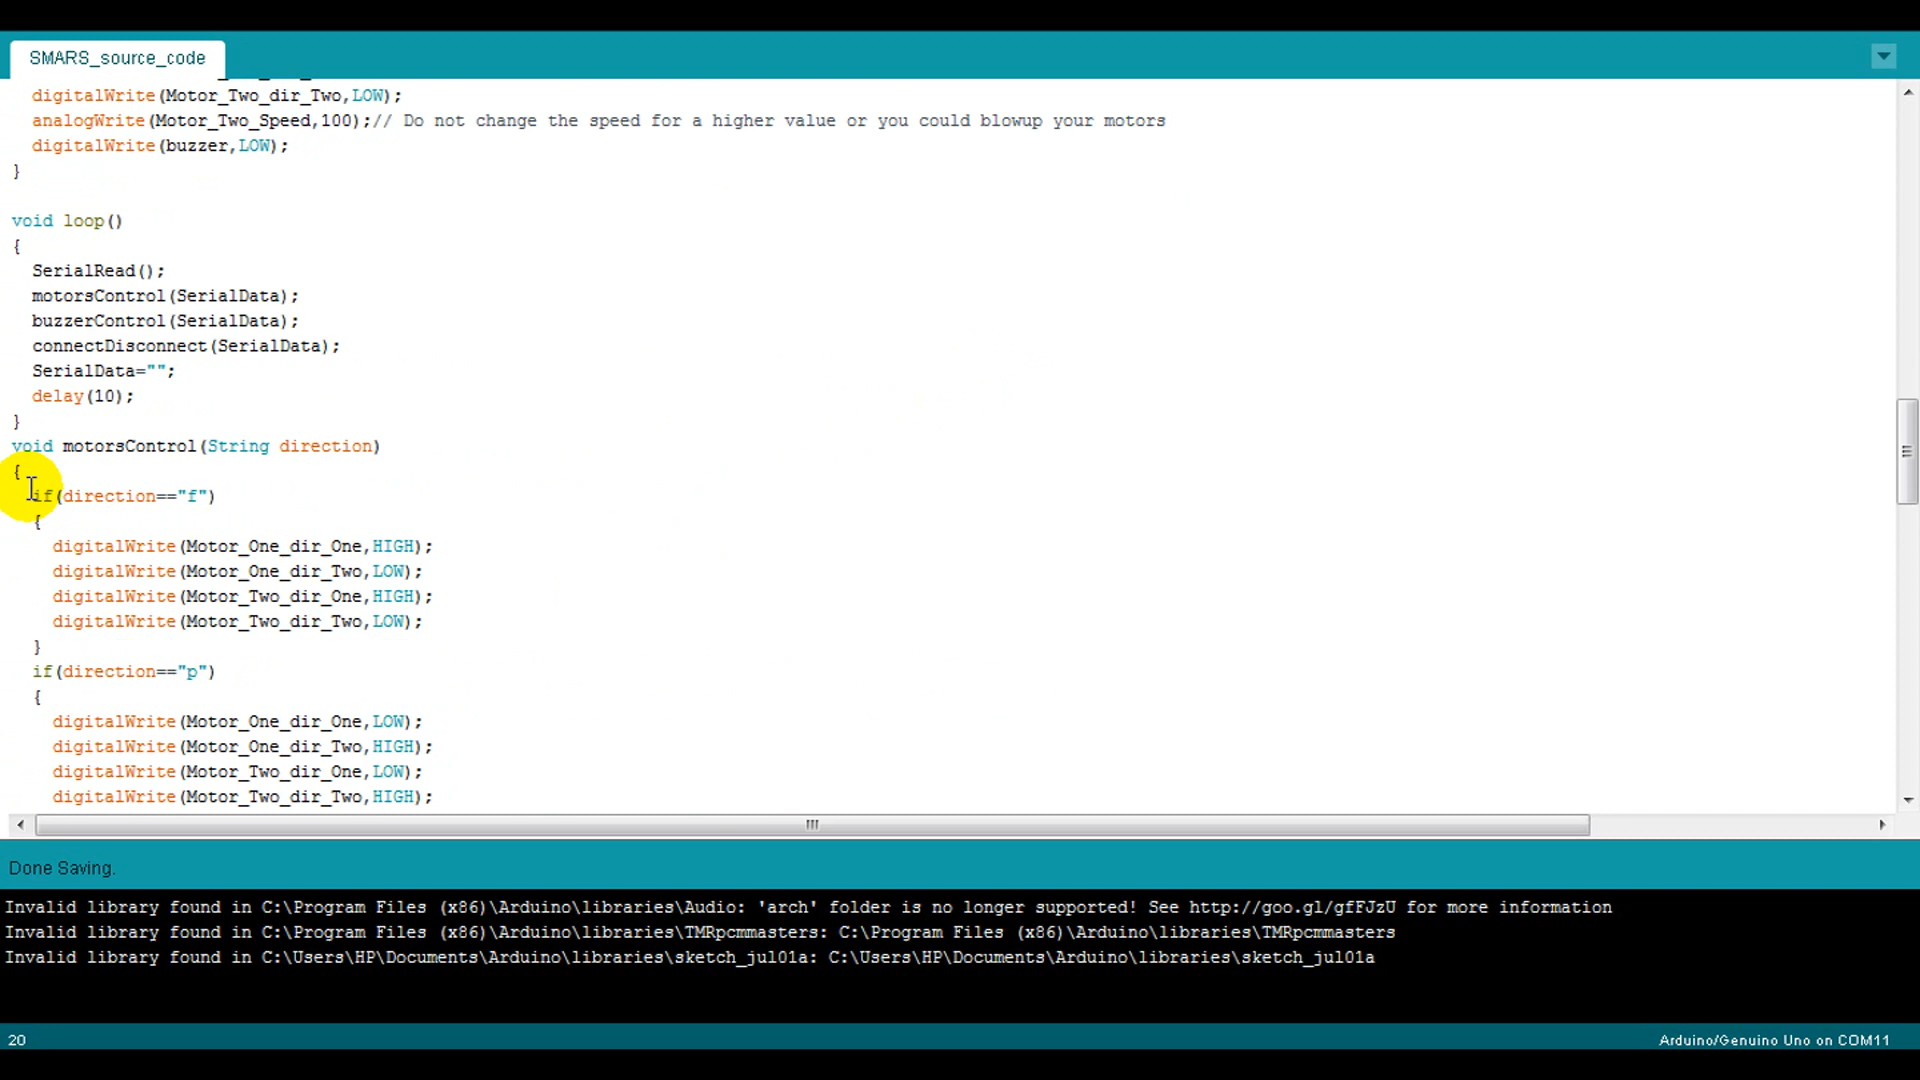 SMARS_source_code
digitalWrite(Motor_Two_dir_Two,LOW);
analogWrite(Motor_Two_Speed,100);// Do not change the speed for a higher value or you could blowup your motors
digitalWrite(buzzer,LOW);
}
void loop()
{
SerialRead();
motorsControl(SerialData);
buzzerControl(SerialData);
connectDisconnect(SerialData);
SerialData="";
delay(10);
}
void motorsControl(String direction)
{
if(direction=="f")
{
digitalWrite(Motor_One_dir_One,HIGH);
digitalWrite(Motor_One_dir_Two,LOW);
digitalWrite(Motor_Two_dir_One,HIGH);
digitalWrite(Motor_Two_dir_Two,LOW);
}
if(direction=="p")
{
digitalWrite(Motor_One_dir_One,LOW);
digitalWrite(Motor_One_dir_Two,HIGH);
digitalWrite(Motor_Two_dir_One,LOW);
digitalWrite(Motor_Two_dir_Two,HIGH);
Done Saving.
Invalid library found in C:\Program Files (x86)\Arduino\libraries\Audio: 'arch' folder is no longer supported! See http://goo.gl/gfFJzU for more information
Invalid library found in C:\Program Files (x86)\Arduino\libraries\TMRpcmmasters: C:\Program Files (x86)\Arduino\libraries\TMRpcmmasters
Invalid library found in C:\Users\HP\Documents\Arduino\libraries\sketch_jul01a: C:\Users\HP\Documents\Arduino\libraries\sketch_jul01a
20
Arduino/Genuino Uno on COM11